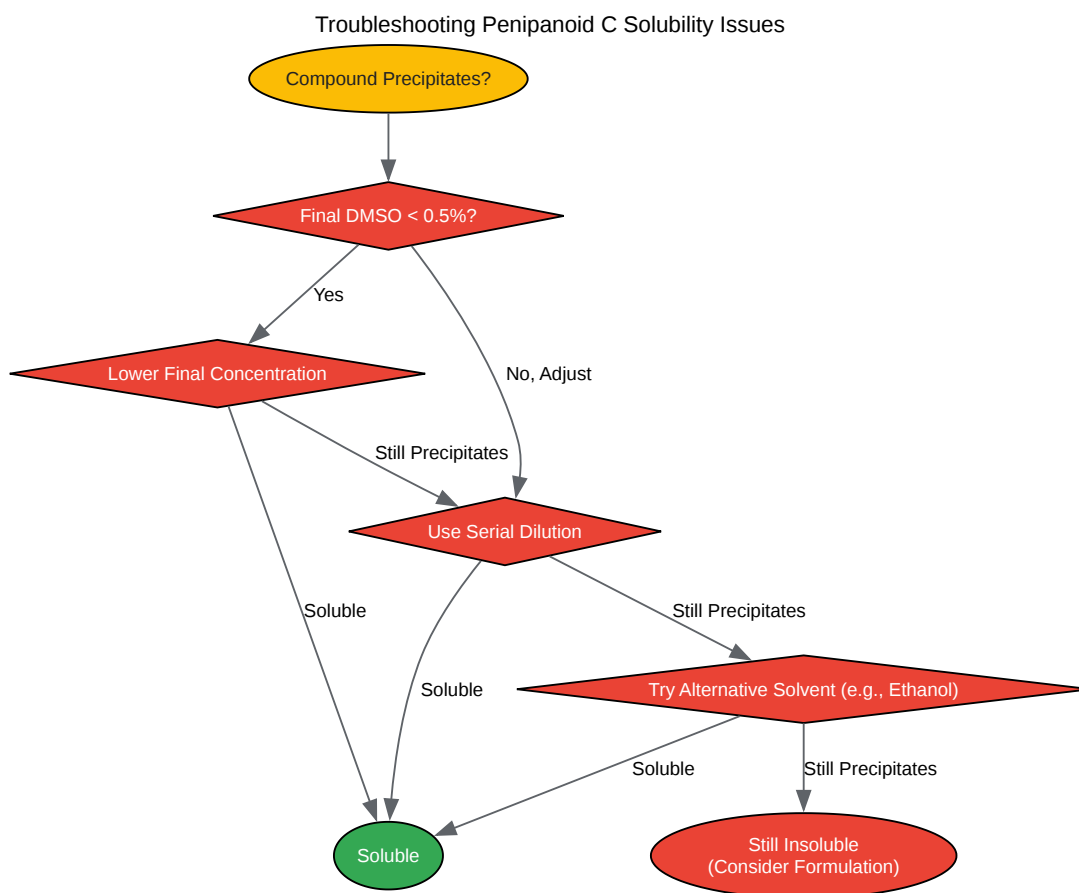 Troubleshooting Penipanoid C Solubility Issues
Compound Precipitates?
Final DMSO < 0.5%?
Yes
Lower Final Concentration
No, Adjust
Still Precipitates
Use Serial Dilution
Soluble
Still Precipitates
Soluble
Try Alternative Solvent (e.g., Ethanol)
Soluble
Still Precipitates
Soluble
Still Insoluble
(Consider Formulation)